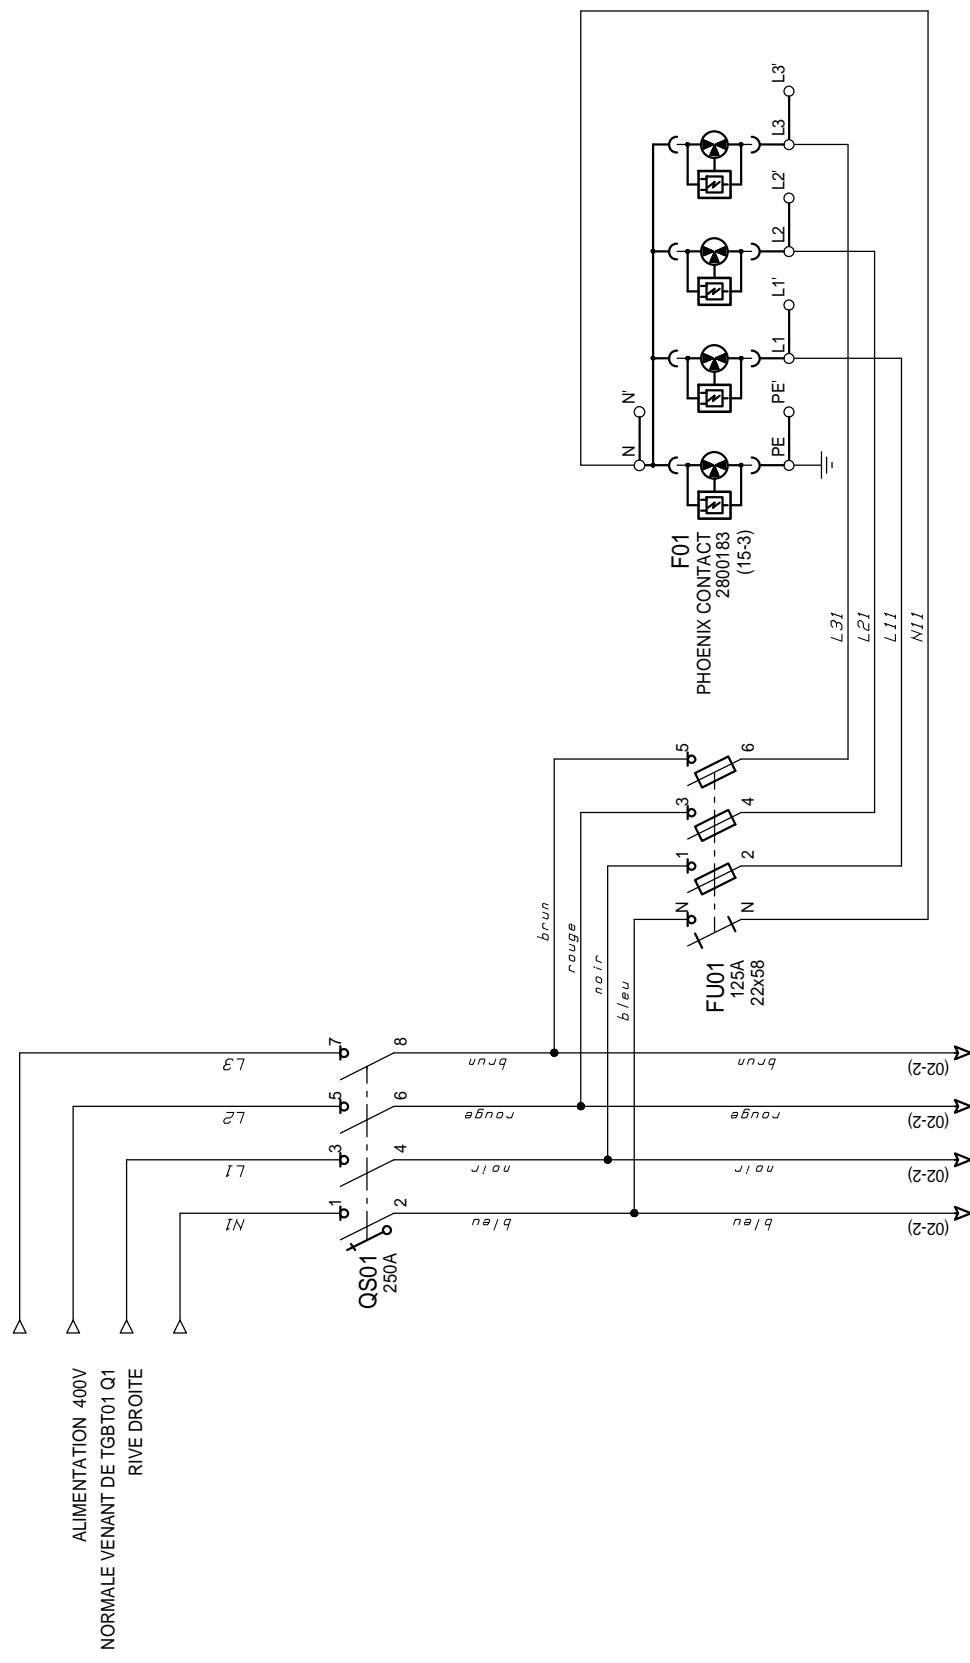 ALIMENTATION 400V
NORMALE VENANT DE TGBT01 Q1
RIVE DROITE
L3
L2
L1
N1
QS01
250A
1
3
5
7
2
4
6
8
bleu
noir
rouge
brun
bleu
noir
rouge
brun
(02-2)
(02-2)
(02-2)
(02-2)
brun
rouge
noir
bleu
FU01
125A
22x58
N
1
3
5
N
2
4
6
L31
L21
L11
N11
F01
PHOENIX CONTACT
2800183
(15-3)
N
N'
PE
PE'
L1
L1'
L2
L2'
L3
L3'